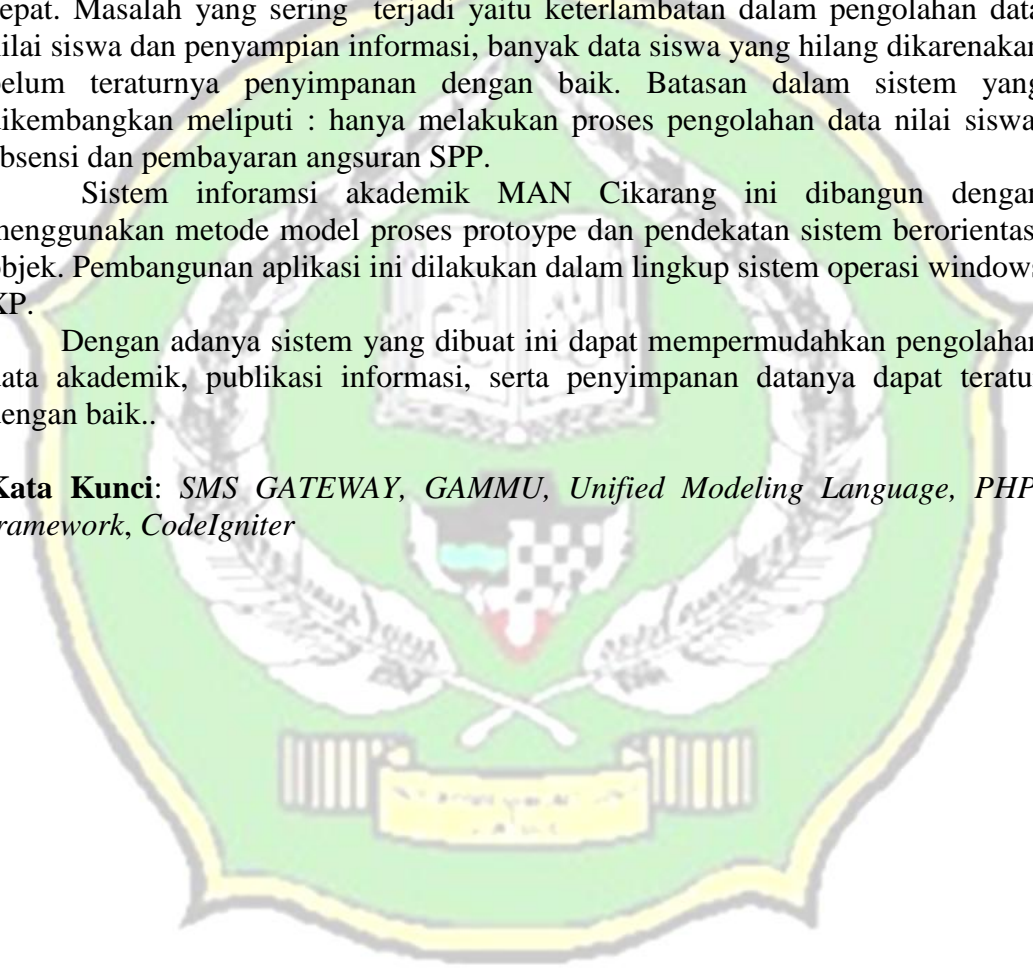 epat. Masalah yang sering terjadi yaitu keterlambatan dalam pengolahan data
nilai siswa dan penyampian informasi, banyak data siswa yang hilang dikarenakan
belum teraturnya penyimpanan dengan baik. Batasan dalam sistem yang
dikembangkan meliputi : hanya melakukan proses pengolahan data nilai siswa
absensi dan pembayaran angsuran SPP.
Sistem inforamsi akademik MAN Cikarang ini dibangun dengan
menggunakan metode model proses protoype dan pendekatan sistem berorientasi
objek. Pembangunan aplikasi ini dilakukan dalam lingkup sistem operasi windows
XP.
Dengan adanya sistem yang dibuat ini dapat mempermudahkan pengolahan
data akademik, publikasi informasi, serta penyimpanan datanya dapat teratur
dengan baik..
Kata Kunci: SMS GATEWAY, GAMMU, Unified Modeling Language, PHP
framework, CodeIgniter